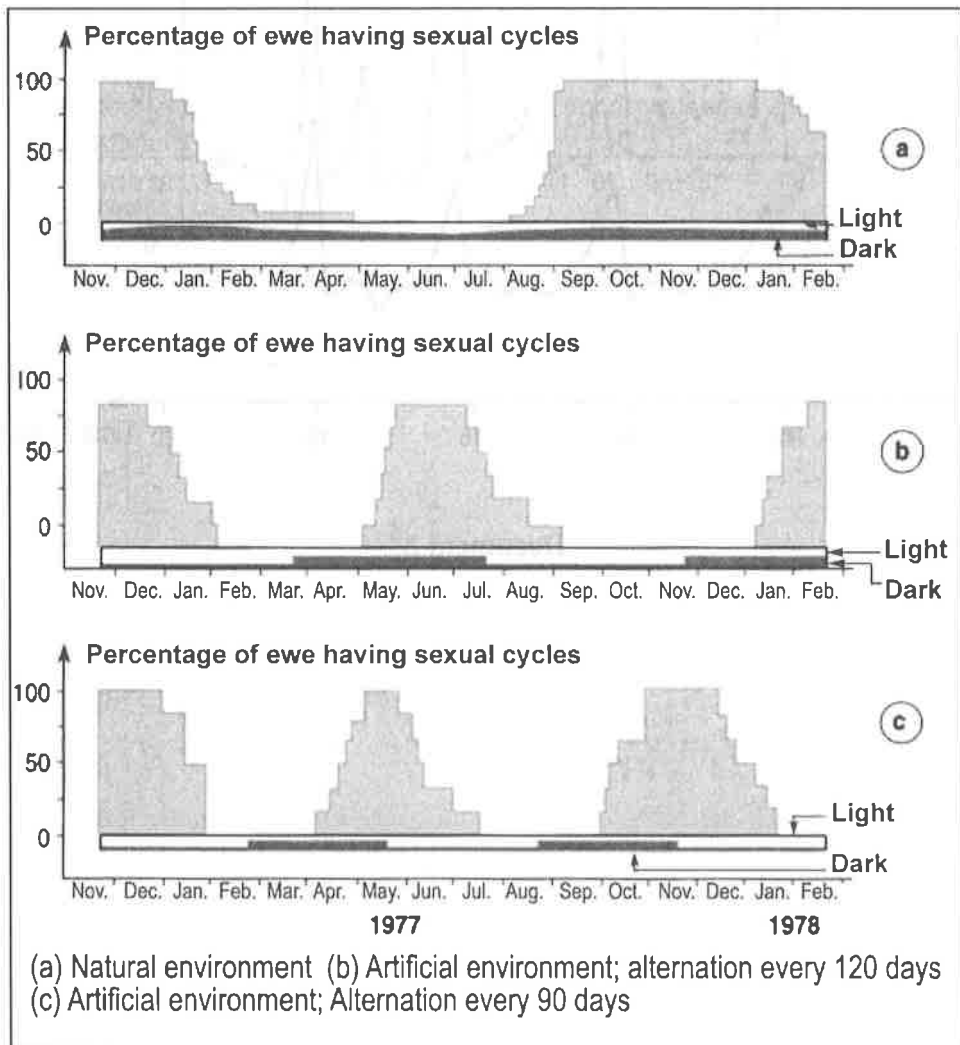 Percentage of ewe having sexual cycles
100
50
0
a
Light
Dark
Nov. Dec. Jan. Feb. Mar. Apr. May. Jun. Jul. Aug. Sep. Oct. Nov. Dec. Jan. Feb.
Percentage of ewe having sexual cycles
100
50
0
b
Light
Dark
Nov. Dec. Jan. Feb. Mar. Apr. May. Jun. Jul. Aug. Sep. Oct. Nov. Dec. Jan. Feb.
Percentage of ewe having sexual cycles
100
50
0
c
Light
Dark
Nov. Dec. Jan. Feb. Mar. Apr. May. Jun. Jul. Aug. Sep. Oct. Nov. Dec. Jan. Feb.
1977 1978
(a) Natural environment (b) Artificial environment; alternation every 120 days
(c) Artificial environment; Alternation every 90 days